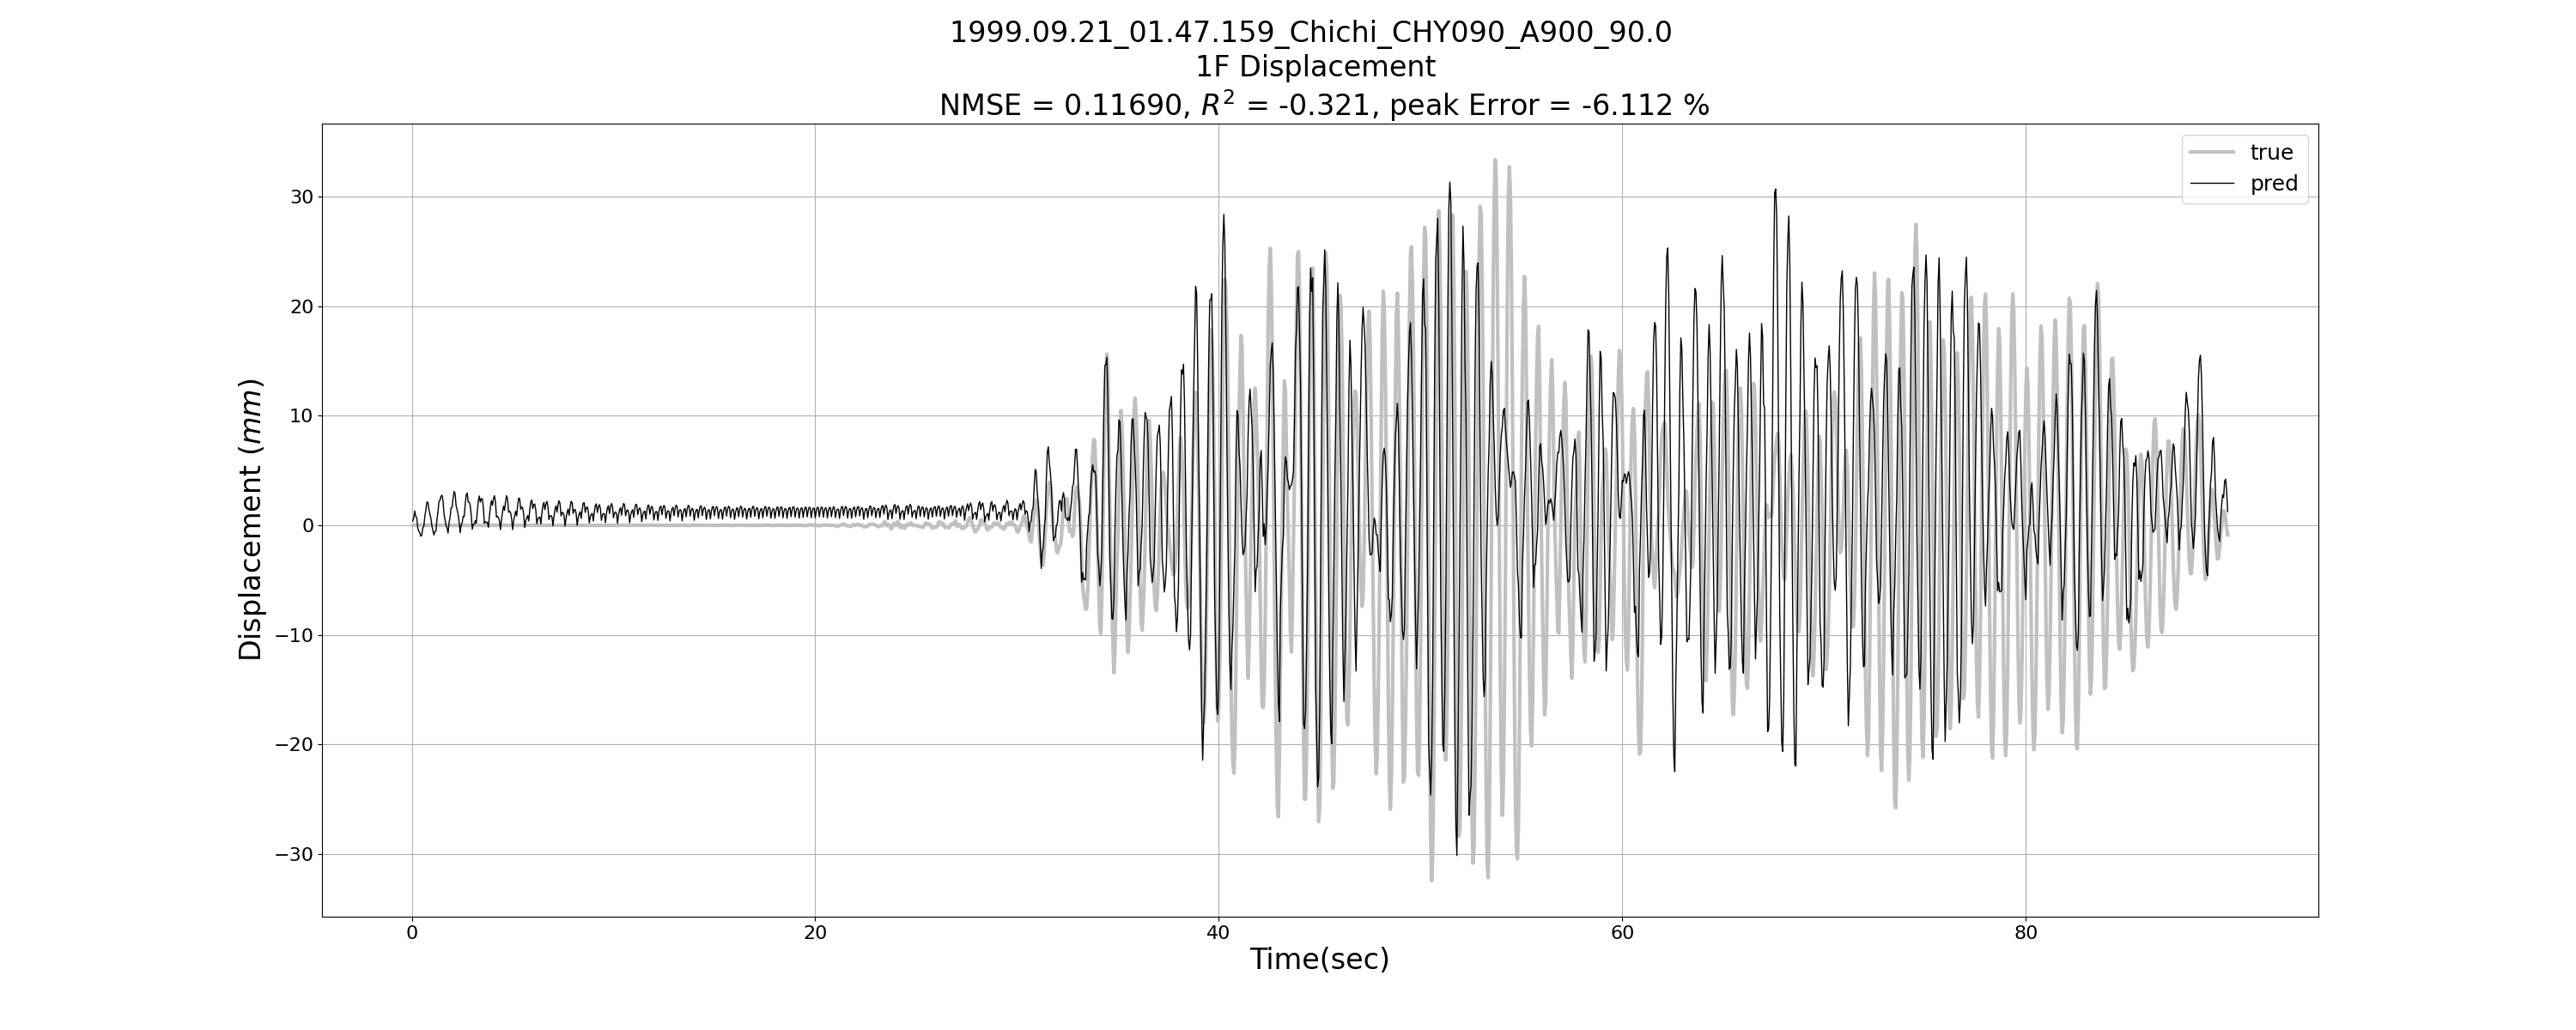 1999.09.21_01.47.159_Chichi_CHY090_A900_90.0
1F Displacement
NMSE = 0.11690, R² = -0.321, peak Error = -6.112 %
true
pred
Displacement (mm)
30
20
10
0
−10
−20
−30
0 20 40 60 80
Time(sec)